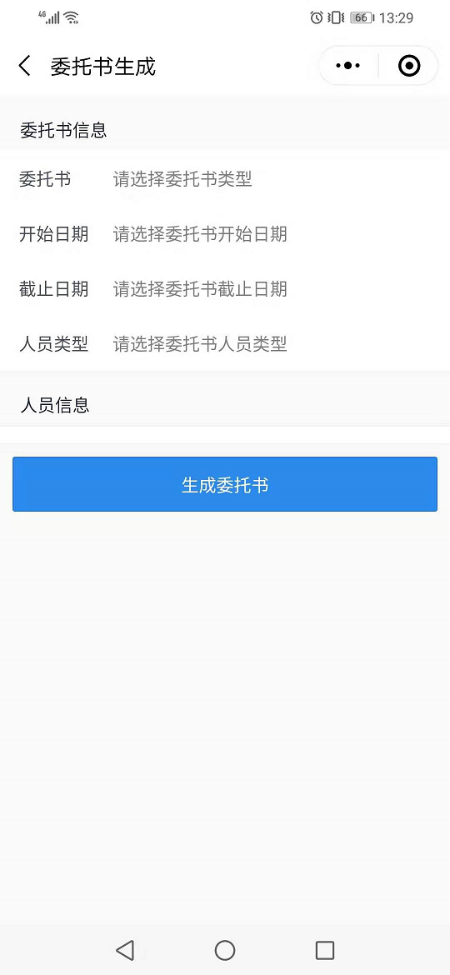 4G 66 13:29
委托书生成
委托书信息
委托书 请选择委托书类型
开始日期 请选择委托书开始日期
截止日期 请选择委托书截止日期
人员类型 请选择委托书人员类型
人员信息
生成委托书